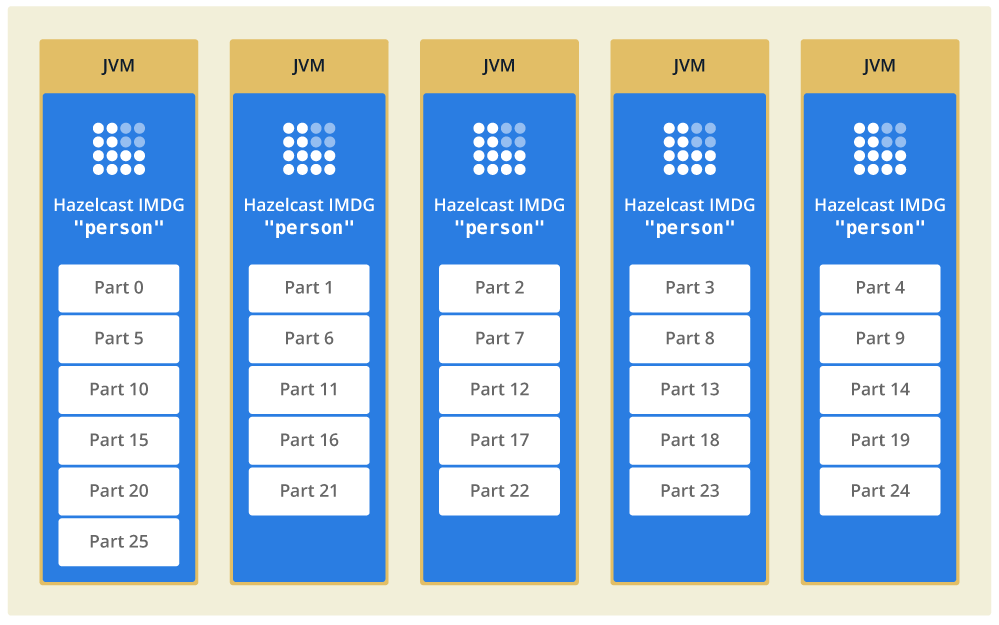 JVM
Hazelcast IMDG
"person"
Part 0
Part 5
Part 10
Part 15
Part 20
Part 25
JVM
Hazelcast IMDG
"person"
Part 1
Part 6
Part 11
Part 16
Part 21
JVM
Hazelcast IMDG
"person"
Part 2
Part 7
Part 12
Part 17
Part 22
JVM
Hazelcast IMDG
"person"
Part 3
Part 8
Part 13
Part 18
Part 23
JVM
Hazelcast IMDG
"person"
Part 4
Part 9
Part 14
Part 19
Part 24